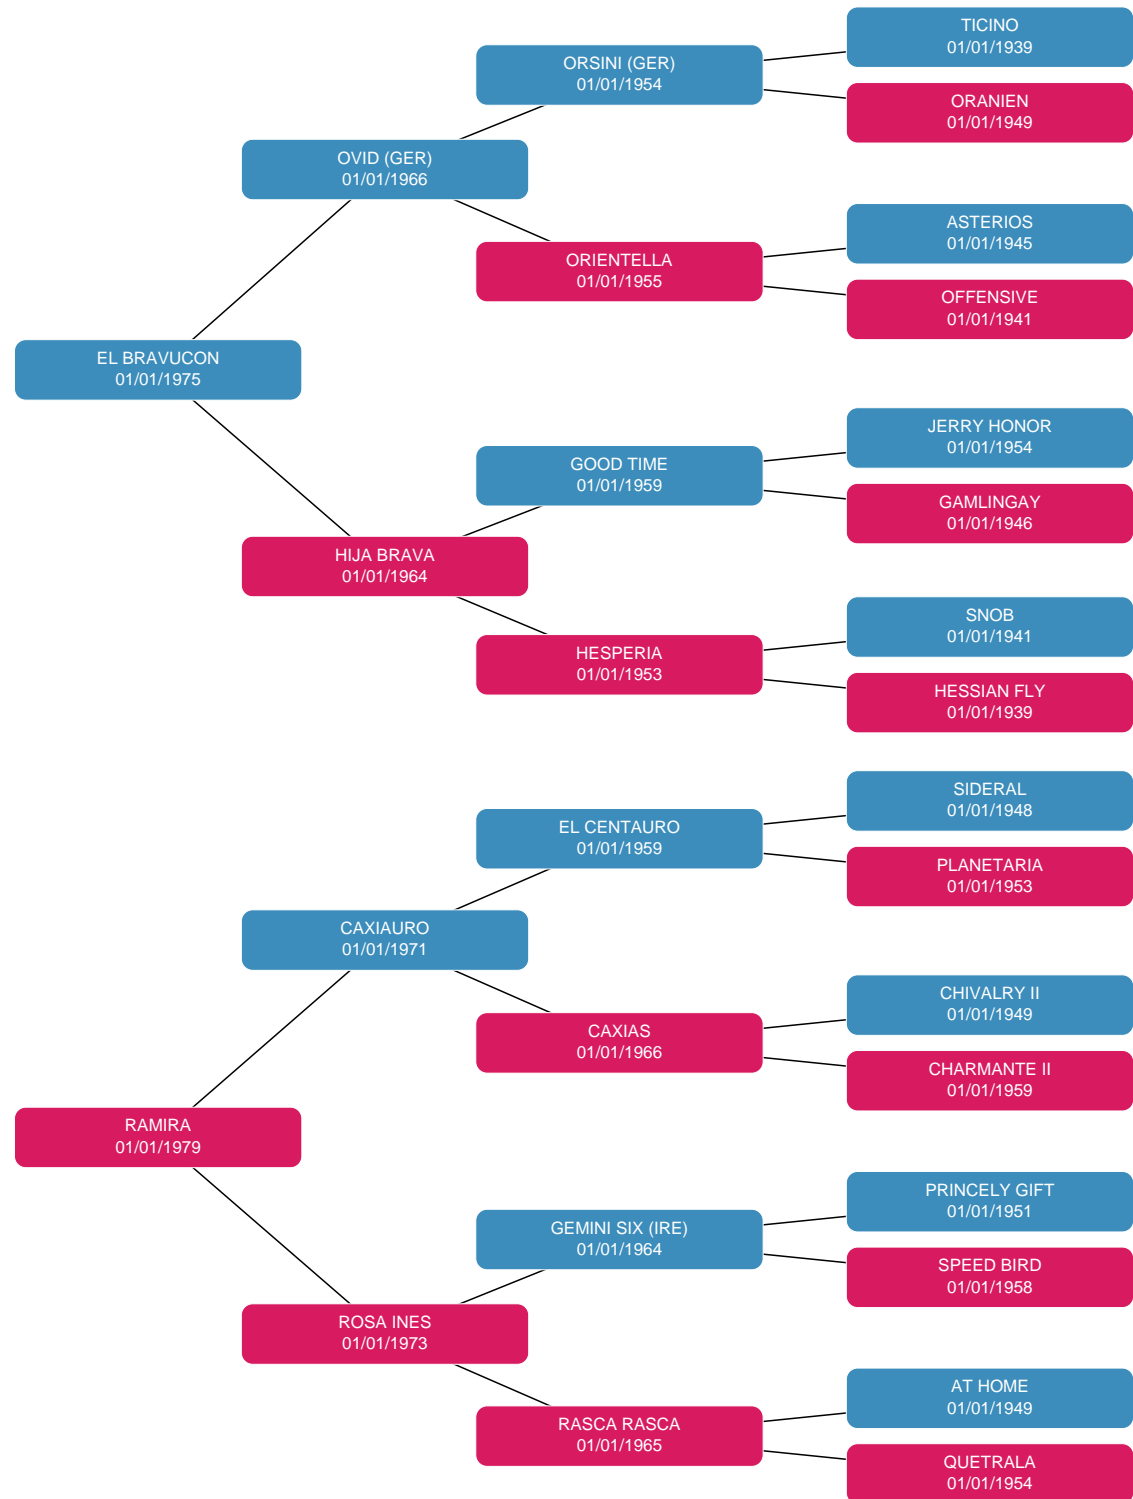 TICINO
01/01/1939
ORSINI (GER)
01/01/1954
ORANIEN
01/01/1949
OVID (GER)
01/01/1966
ASTERIOS
01/01/1945
ORIENTELLA
01/01/1955
OFFENSIVE
01/01/1941
EL BRAVUCON
01/01/1975
JERRY HONOR
01/01/1954
GOOD TIME
01/01/1959
GAMLINGAY
01/01/1946
HIJA BRAVA
01/01/1964
SNOB
01/01/1941
HESPERIA
01/01/1953
HESSIAN FLY
01/01/1939
SIDERAL
01/01/1948
EL CENTAURO
01/01/1959
PLANETARIA
01/01/1953
CAXIAURO
01/01/1971
CHIVALRY II
01/01/1949
CAXIAS
01/01/1966
CHARMANTE II
01/01/1959
RAMIRA
01/01/1979
PRINCELY GIFT
01/01/1951
GEMINI SIX (IRE)
01/01/1964
SPEED BIRD
01/01/1958
ROSA INES
01/01/1973
AT HOME
01/01/1949
RASCA RASCA
01/01/1965
QUETRALA
01/01/1954